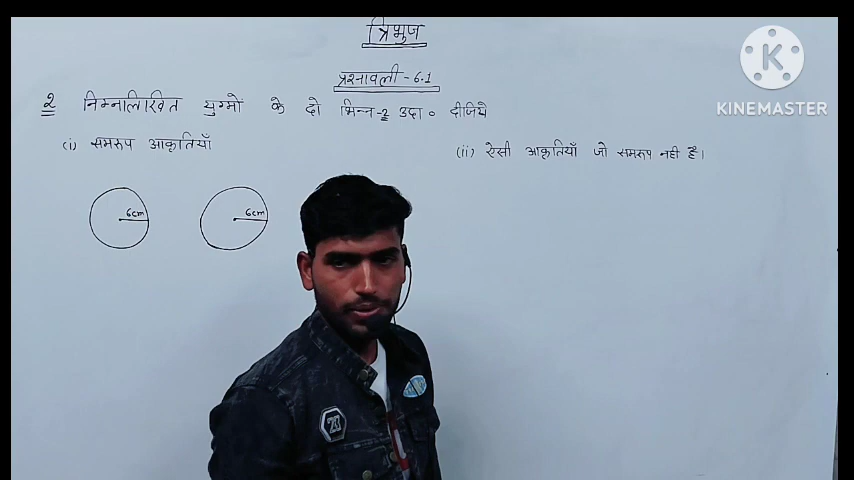 त्रिभुज
प्रश्नावली - 6.1
2 निम्नलिखित युग्मो के दो भिन्न-2 उदा० दीजिये
(i) समरूप आकृतियाँ
(ii) ऐसी आकृतियाँ जो समरूप नही है।
6cm
6cm
KINEMASTER